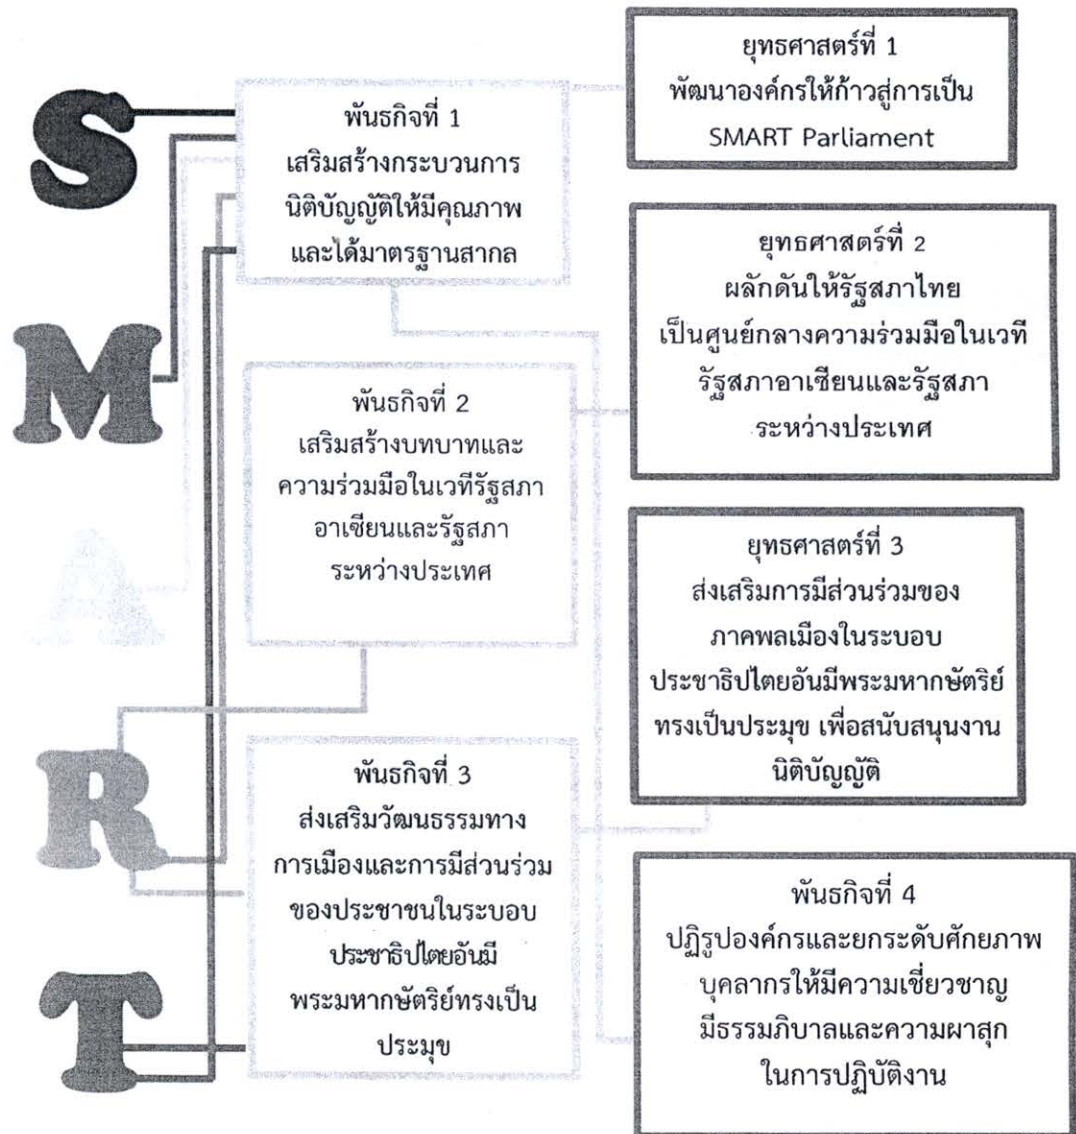 S
M
A
R
T
พันธกิจที่ 1
เสริมสร้างกระบวนการ
นิติบัญญัติให้มีคุณภาพ
และได้มาตรฐานสากล
พันธกิจที่ 2
เสริมสร้างบทบาทและ
ความร่วมมือในเวทีรัฐสภา
อาเซียนและรัฐสภา
ระหว่างประเทศ
พันธกิจที่ 3
ส่งเสริมวัฒนธรรมทาง
การเมืองและการมีส่วนร่วม
ของประชาชนในระบอบ
ประชาธิปไตยอันมี
พระมหากษัตริย์ทรงเป็น
ประมุข
ยุทธศาสตร์ที่ 1
พัฒนาองค์กรให้ก้าวสู่การเป็น
SMART Parliament
ยุทธศาสตร์ที่ 2
ผลักดันให้รัฐสภาไทย
เป็นศูนย์กลางความร่วมมือในเวที
รัฐสภาอาเซียนและรัฐสภา
ระหว่างประเทศ
ยุทธศาสตร์ที่ 3
ส่งเสริมการมีส่วนร่วมของ
ภาคพลเมืองในระบอบ
ประชาธิปไตยอันมีพระมหากษัตริย์
ทรงเป็นประมุข เพื่อสนับสนุนงาน
นิติบัญญัติ
พันธกิจที่ 4
ปฏิรูปองค์กรและยกระดับศักยภาพ
บุคลากรให้มีความเชี่ยวชาญ
มีธรรมภิบาลและความผาสุก
ในการปฏิบัติงาน